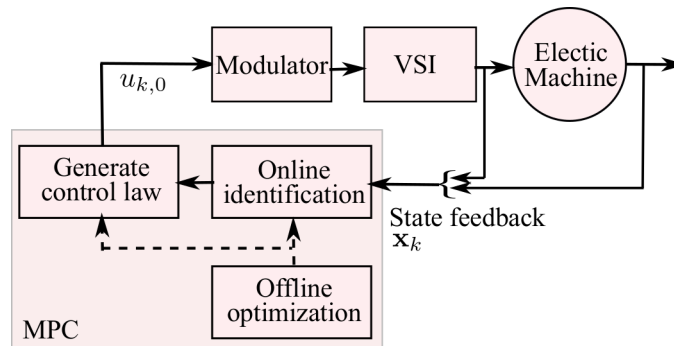 Modulator
VSI
Electic
Machine
u_{k,0}
Generate
control law
Online
identification
State feedback
x_k
Offline
optimization
MPC